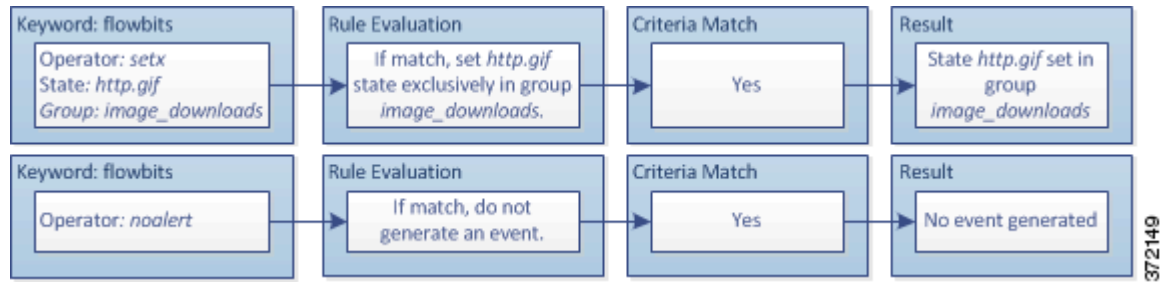 Keyword: flowbits
Operator: setx
State: http.gif
Group: image_downloads
Rule Evaluation
If match, set http.gif
state exclusively in group
image_downloads.
Criteria Match
Yes
Result
State http.gif set in
group
image_downloads
Keyword: flowbits
Operator: noalert
Rule Evaluation
If match, do not
generate an event.
Criteria Match
Yes
Result
No event generated
372149